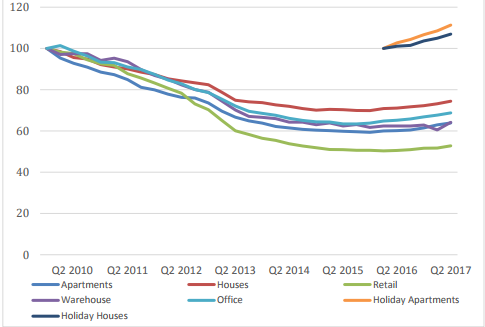 120
100
80
60
40
20
0
Q2 2010 Q2 2011 Q2 2012 Q2 2013 Q2 2014 Q2 2015 Q2 2016 Q2 2017
Apartments Houses Retail
Warehouse Office Holiday Apartments
Holiday Houses